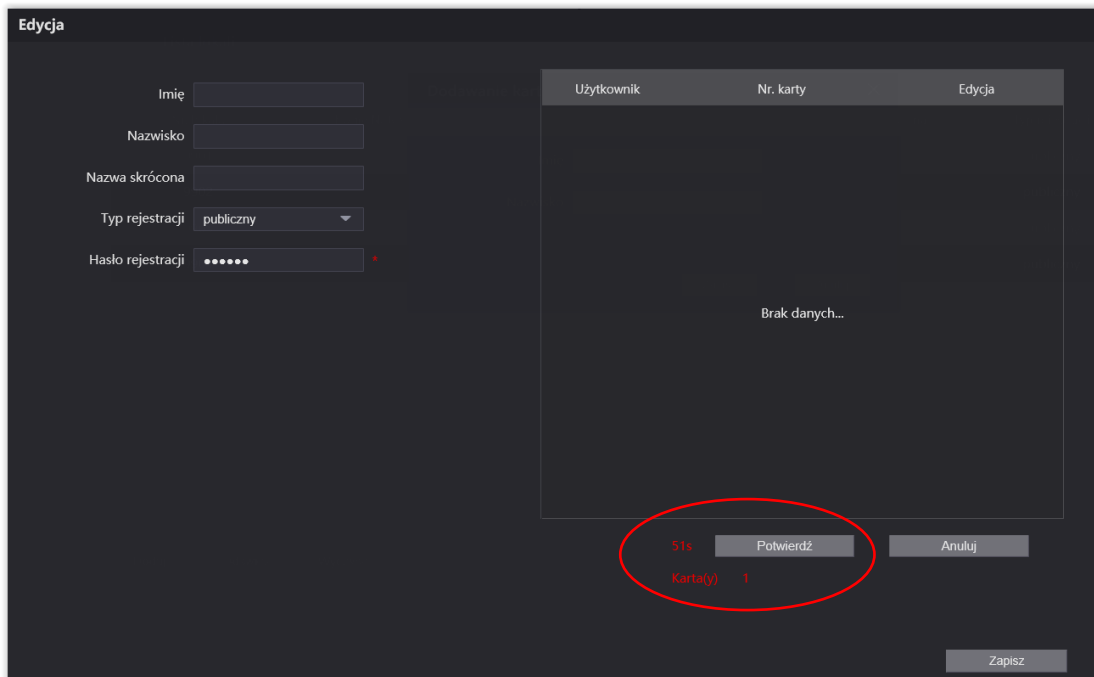 Edycja
Imię
Nazwisko
Nazwa skrócona
Typ rejestracji publiczny
Hasło rejestracji ●●●●●● *
Użytkownik Nr. karty Edycja
Brak danych...
51s Potwierdź Anuluj
Karta(y) 1
Zapisz